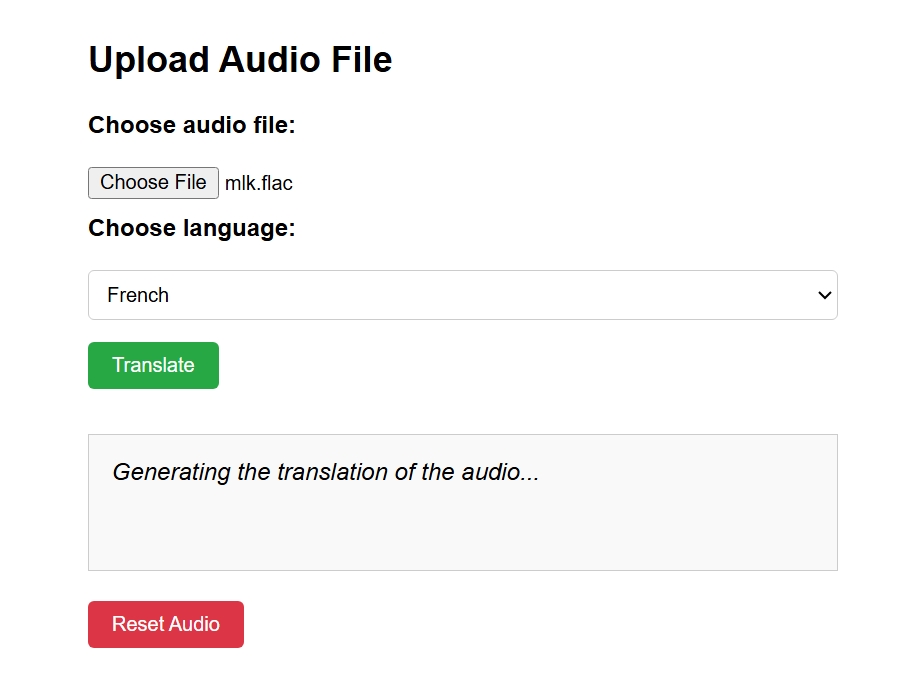 Upload Audio File
Choose audio file:
Choose File mlk.flac
Choose language:
French
Translate
Generating the translation of the audio...
Reset Audio